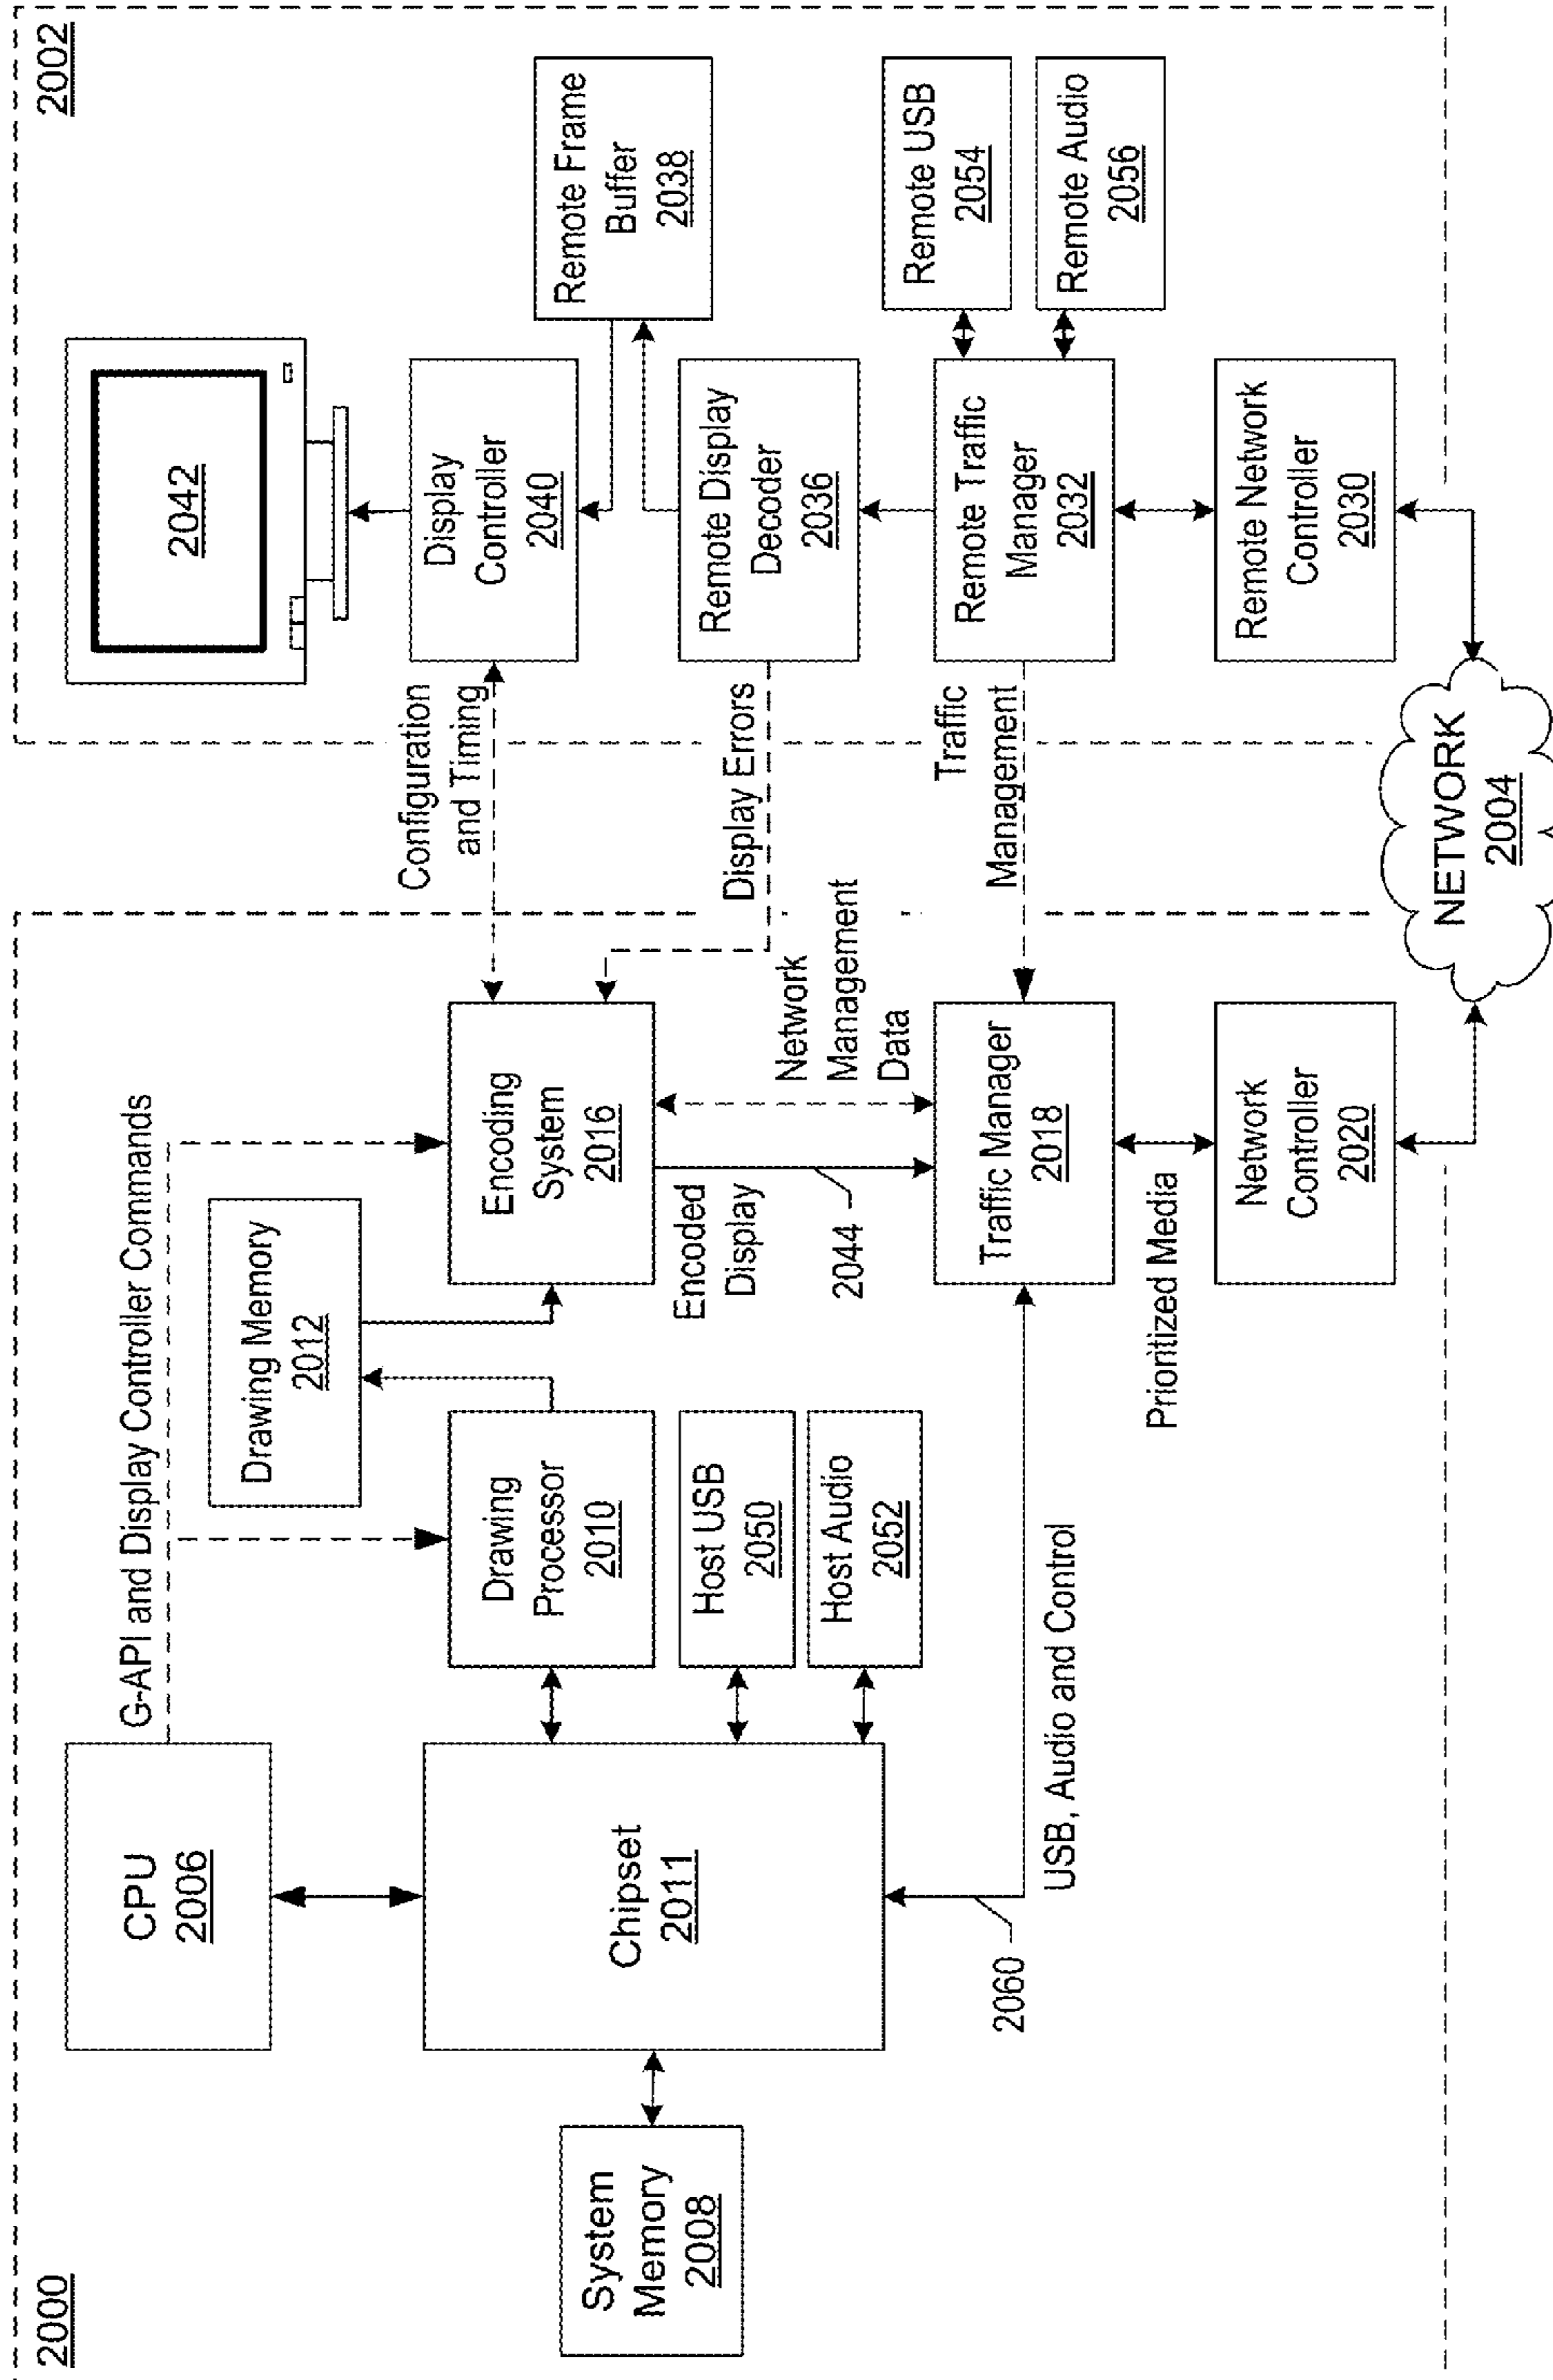 2000
CPU
2006
G-API and Display Controller Commands
Drawing Memory
2012
System
Memory
2008
Chipset
2011
Drawing
Processor
2010
Host USB
2050
Host Audio
2052
Encoding
System
2016
Encoded
Display
2044
Network
Management
Data
2060
USB, Audio and Control
Traffic Manager
2018
Prioritized Media
Network
Controller
2020
Configuration
and Timing
Display Errors
Traffic
Management
NETWORK
2004
2002
2042
Display
Controller
2040
Remote Frame
Buffer
2038
Remote Display
Decoder
2036
Remote USB
2054
Remote Audio
2056
Remote Traffic
Manager
2032
Remote Network
Controller
2030